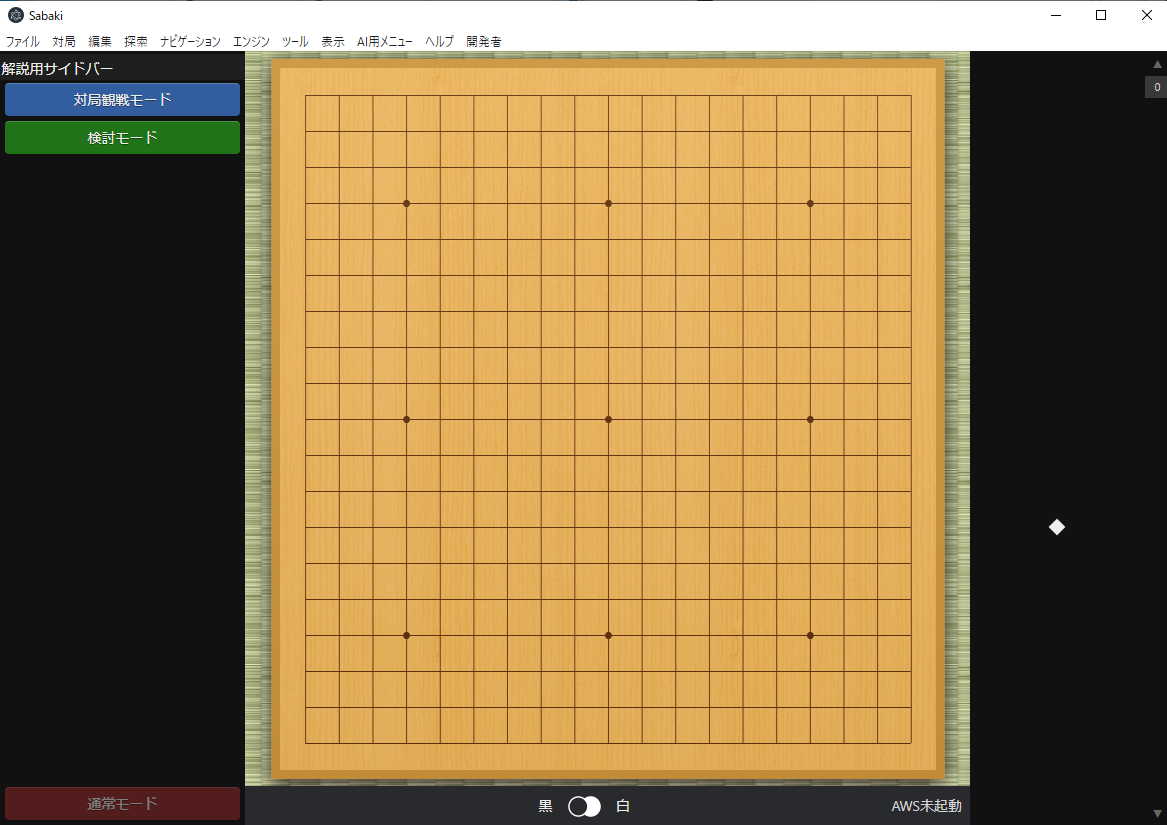 Sabaki
ファイル 対局 編集 探索 ナビゲーション エンジン ツール 表示 AI用メニュー ヘルプ 開発者
解説用サイドバー
対局観戦モード
0
検討モード
通常モード
黒 白 AWS未起動